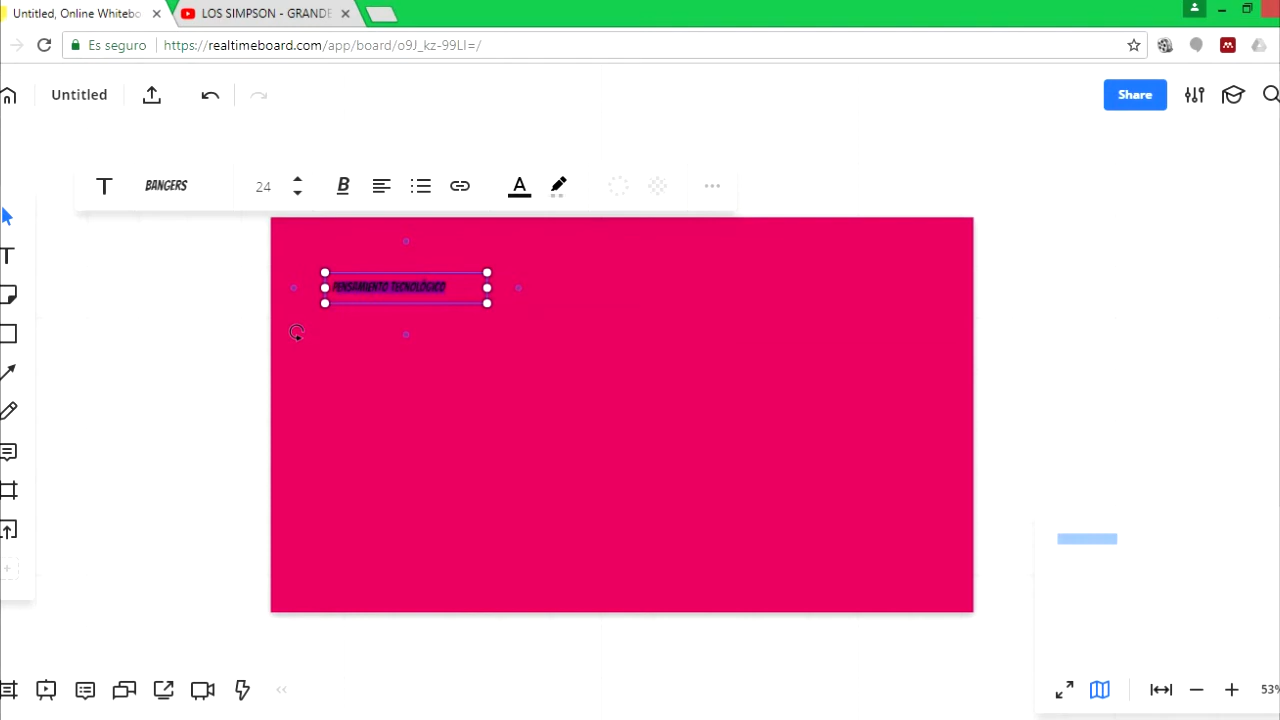 Untitled, Online Whitebo
LOS SIMPSON - GRANDE
Es seguro
https://realtimeboard.com/app/board/o9J_kz-99LI=/
Untitled
Share
BANGERS
24
B
A
PENSAMIENTO TECNOLÓGICO
53%